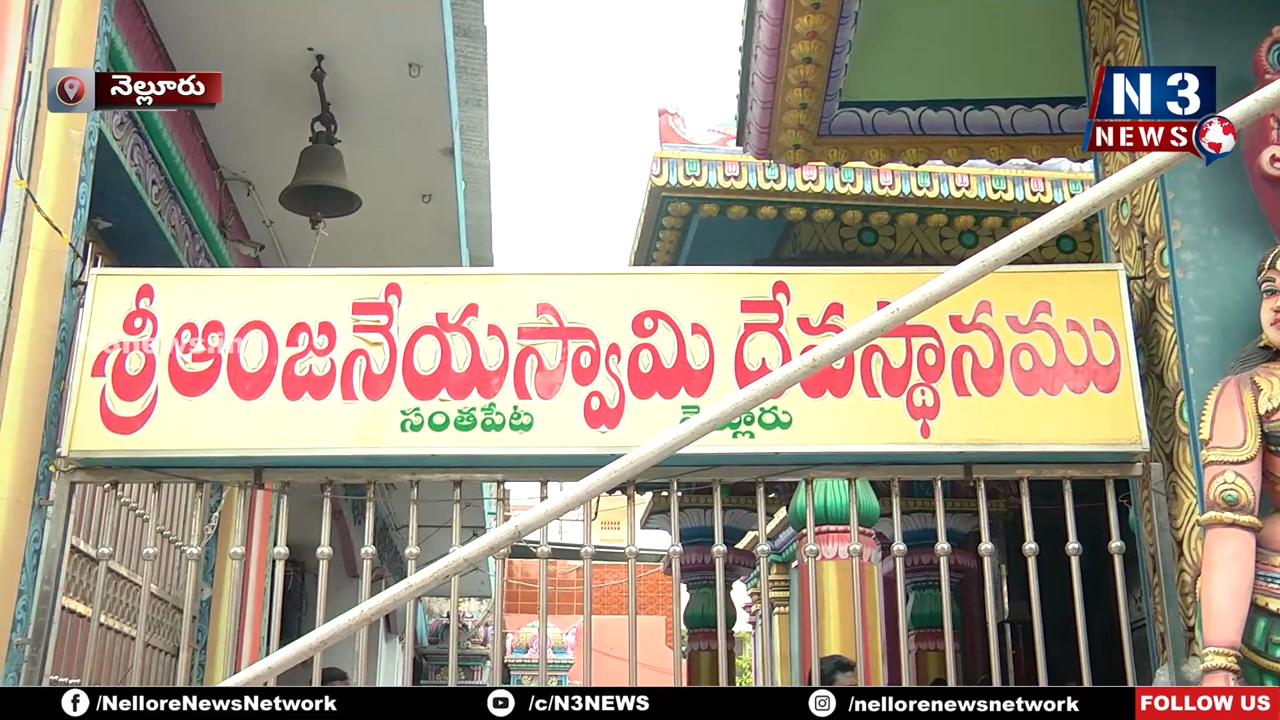 నెల్లూరు
N3
NEWS
శ్రీ ఆంజనేయస్వామి దేవస్థానము
సంతపేట నెల్లూరు
/NelloreNewsNetwork /c/N3NEWS /nellorenewsnetwork FOLLOW US